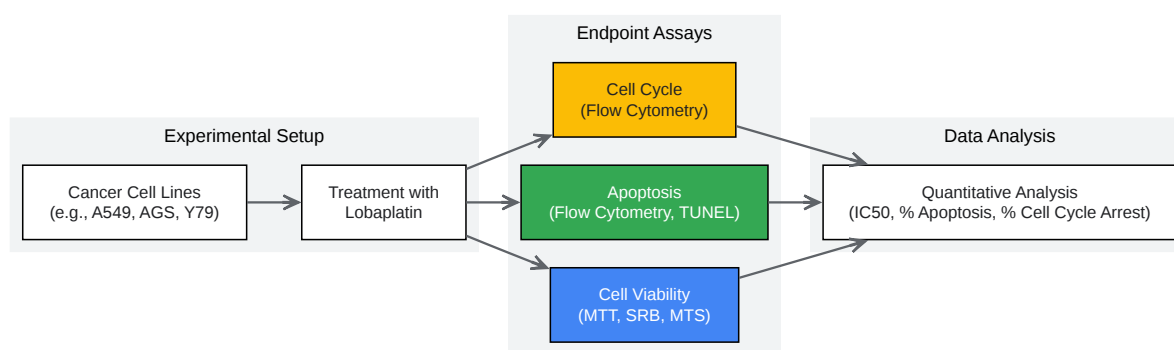 Experimental Setup
Cancer Cell Lines
(e.g., A549, AGS, Y79)
Treatment with
Lobaplatin
Endpoint Assays
Cell Cycle
(Flow Cytometry)
Apoptosis
(Flow Cytometry, TUNEL)
Cell Viability
(MTT, SRB, MTS)
Data Analysis
Quantitative Analysis
(IC50, % Apoptosis, % Cell Cycle Arrest)